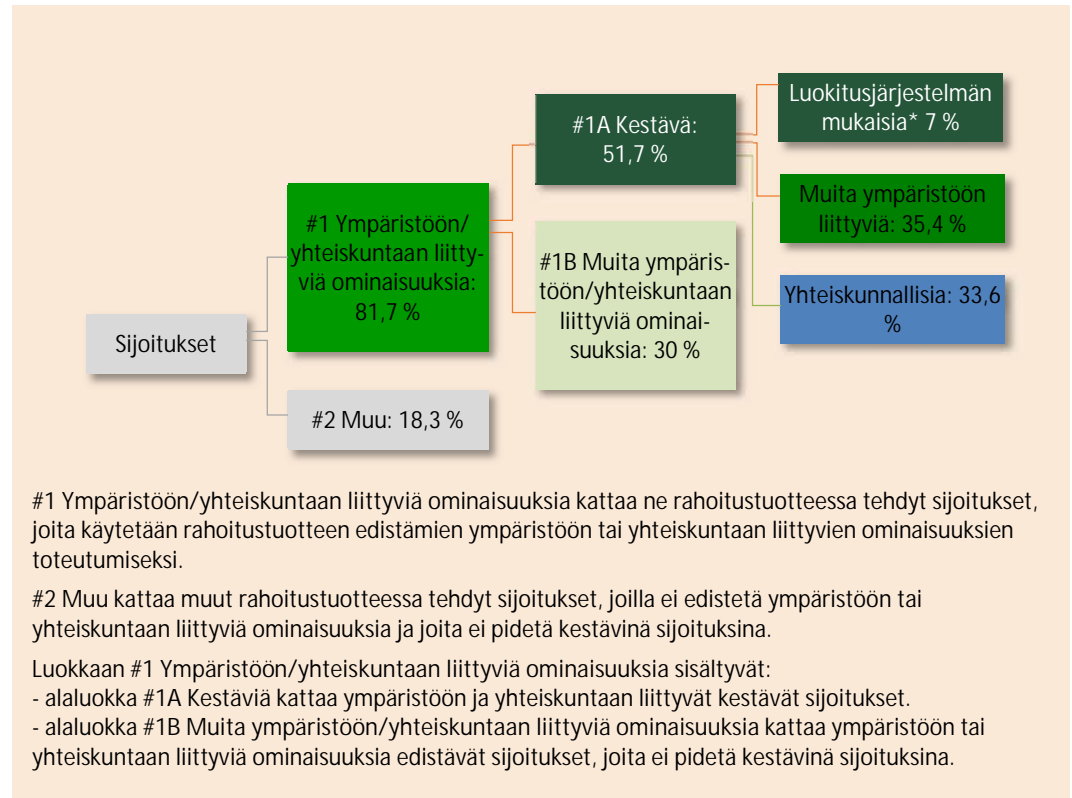 Sijoitukset
#1 Ympäristöön/
yhteiskuntaan liitty-
viä ominaisuuksia:
81,7 %
#2 Muu: 18,3 %
#1A Kestävä:
51,7 %
#1B Muita ympäris-
töön/yhteiskuntaan
liittyviä ominai-
suuksia: 30 %
Luokitusjärjestelmän
mukaisia* 7 %
Muita ympäristöön
liittyviä: 35,4 %
Yhteiskunnallisia: 33,6
%
#1 Ympäristöön/yhteiskuntaan liittyviä ominaisuuksia kattaa ne rahoitustuotteessa tehdyt sijoitukset,
joita käytetään rahoitustuotteen edistämien ympäristöön tai yhteiskuntaan liittyvien ominaisuuksien
toteutumiseksi.
#2 Muu kattaa muut rahoitustuotteessa tehdyt sijoitukset, joilla ei edistetä ympäristöön tai
yhteiskuntaan liittyviä ominaisuuksia ja joita ei pidetä kestävinä sijoituksina.
Luokkaan #1 Ympäristöön/yhteiskuntaan liittyviä ominaisuuksia sisältyvät:
- alaluokka #1A Kestäviä kattaa ympäristöön ja yhteiskuntaan liittyvät kestävät sijoitukset.
- alaluokka #1B Muita ympäristöön/yhteiskuntaan liittyviä ominaisuuksia kattaa ympäristöön tai
yhteiskuntaan liittyviä ominaisuuksia edistävät sijoitukset, joita ei pidetä kestävinä sijoituksina.